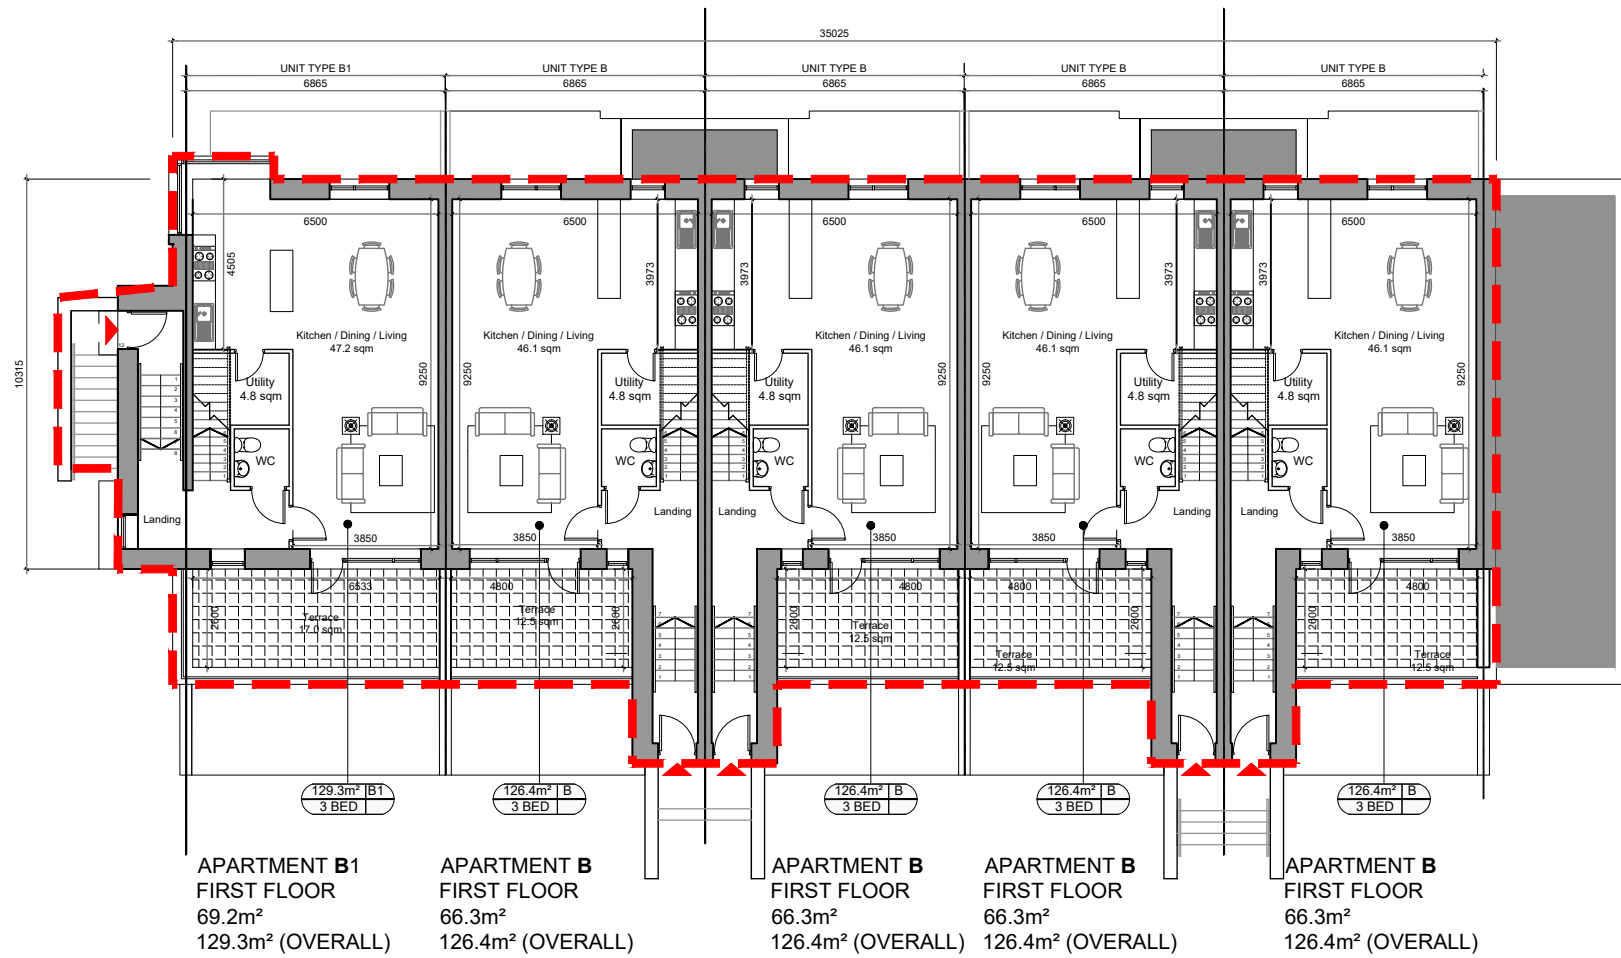 35025
UNIT TYPE B1
UNIT TYPE B
UNIT TYPE B
UNIT TYPE B
UNIT TYPE B
6865
6865
6865
6865
6865
10315
6500
6500
6500
6500
6500
4505
3973
3973
3973
3973
Kitchen / Dining / Living
47.2 sqm
Kitchen / Dining / Living
46.1 sqm
Kitchen / Dining / Living
46.1 sqm
Kitchen / Dining / Living
46.1 sqm
Kitchen / Dining / Living
46.1 sqm
9250
9250
9250
9250
9250
Utility
4.8 sqm
Utility
4.8 sqm
Utility
4.8 sqm
Utility
4.8 sqm
Utility
4.8 sqm
WC
WC
WC
WC
WC
Landing
Landing
Landing
Landing
Landing
3850
3850
3850
3850
3850
6533
4800
4800
4800
4800
2600
2600
2600
2600
2600
Terrace
17.0 sqm
Terrace
12.5 sqm
Terrace
12.5 sqm
Terrace
12.5 sqm
Terrace
12.5 sqm
129.3m² B1
3 BED
126.4m² B
3 BED
126.4m² B
3 BED
126.4m² B
3 BED
126.4m² B
3 BED
APARTMENT B1
FIRST FLOOR
69.2m²
129.3m² (OVERALL)
APARTMENT B
FIRST FLOOR
66.3m²
126.4m² (OVERALL)
APARTMENT B
FIRST FLOOR
66.3m²
126.4m² (OVERALL)
APARTMENT B
FIRST FLOOR
66.3m²
126.4m² (OVERALL)
APARTMENT B
FIRST FLOOR
66.3m²
126.4m² (OVERALL)